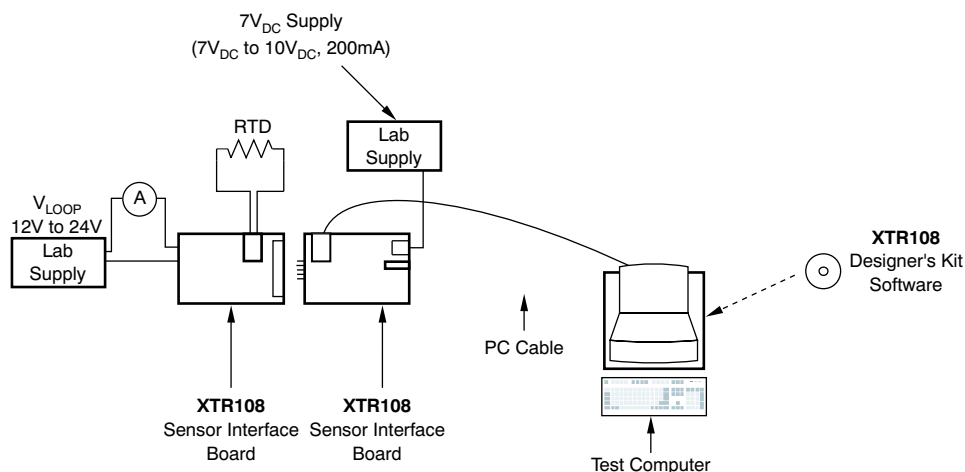 7V_DC Supply
(7V_DC to 10V_DC, 200mA)
RTD
Lab
Supply
A
V_LOOP
12V to 24V
Lab
Supply
XTR108
Designer's Kit
Software
PC Cable
XTR108
Sensor Interface
Board
XTR108
Sensor Interface
Board
Test Computer